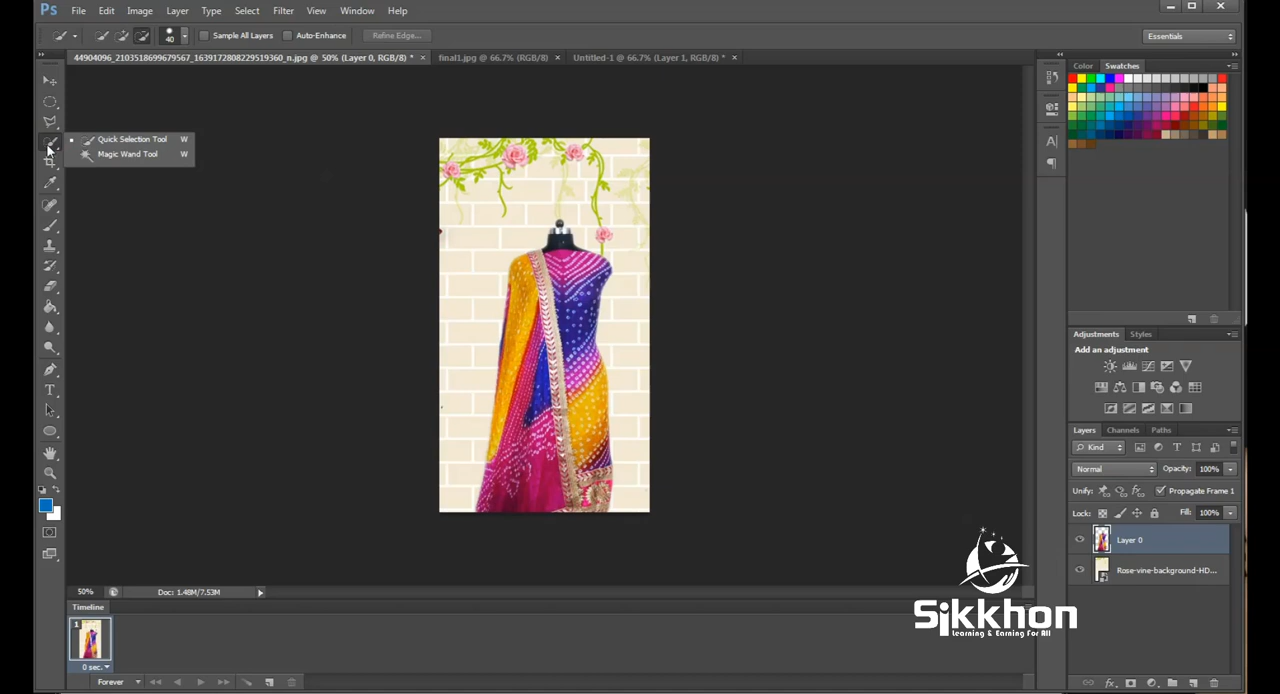 Ps File Edit Image Layer Type Select Filter View Window Help
40 Sample All Layers Auto-Enhance Refine Edge... Essentials
44904096_2103518699679567_1639172808229519360_n.jpg @ 50% (Layer 0, RGB/8) * × final1.jpg @ 66.7% (RGB/8) × Untitled-1 @ 66.7% (Layer 1, RGB/8) * ×
Color Swatches
Quick Selection Tool W
Magic Wand Tool W
Adjustments Styles
Add an adjustment
Layers Channels Paths
Kind
Normal Opacity: 100%
Unify: Propagate Frame 1
Lock: Fill: 100%
Layer 0
Rose-vine-background-HD...
50% Doc: 1.48M/7.53M
Timeline
1
0 sec.
Forever
Sikkhon
Learning & Earning For All